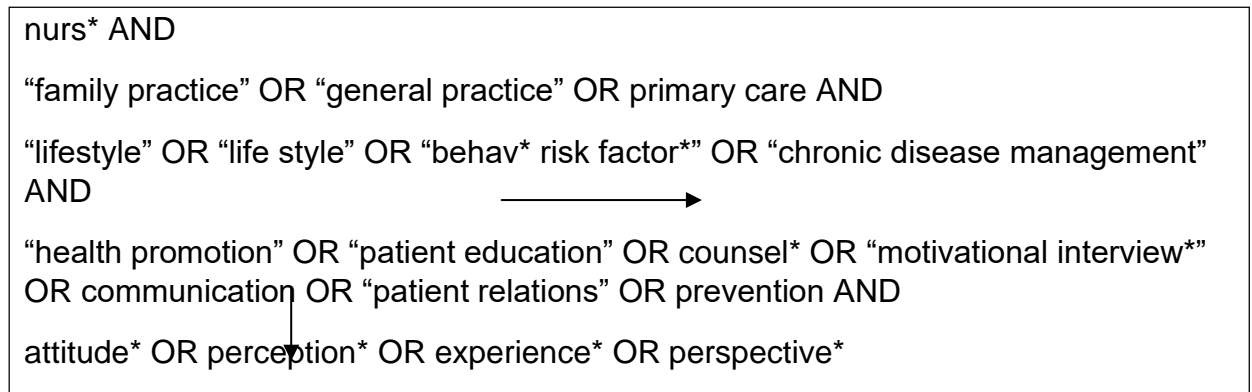 nurs* AND
“family practice” OR “general practice” OR primary care AND
“lifestyle” OR “life style” OR “behav* risk factor*” OR “chronic disease management”
AND
“health promotion” OR “patient education” OR counsel* OR “motivational interview*”
OR communication OR “patient relations” OR prevention AND
attitude* OR perception* OR experience* OR perspective*